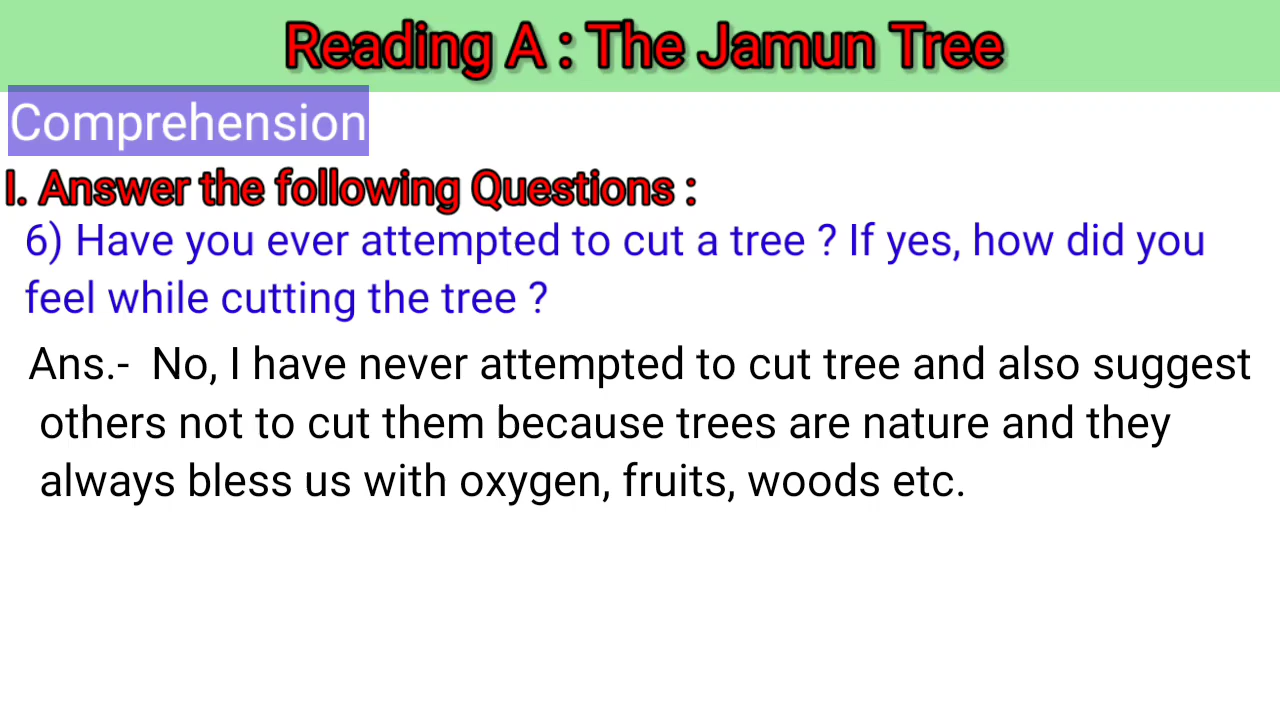 Reading A : The Jamun Tree
Comprehension
I. Answer the following Questions :
6) Have you ever attempted to cut a tree ? If yes, how did you
feel while cutting the tree ?
Ans.- No, I have never attempted to cut tree and also suggest
others not to cut them because trees are nature and they
always bless us with oxygen, fruits, woods etc.